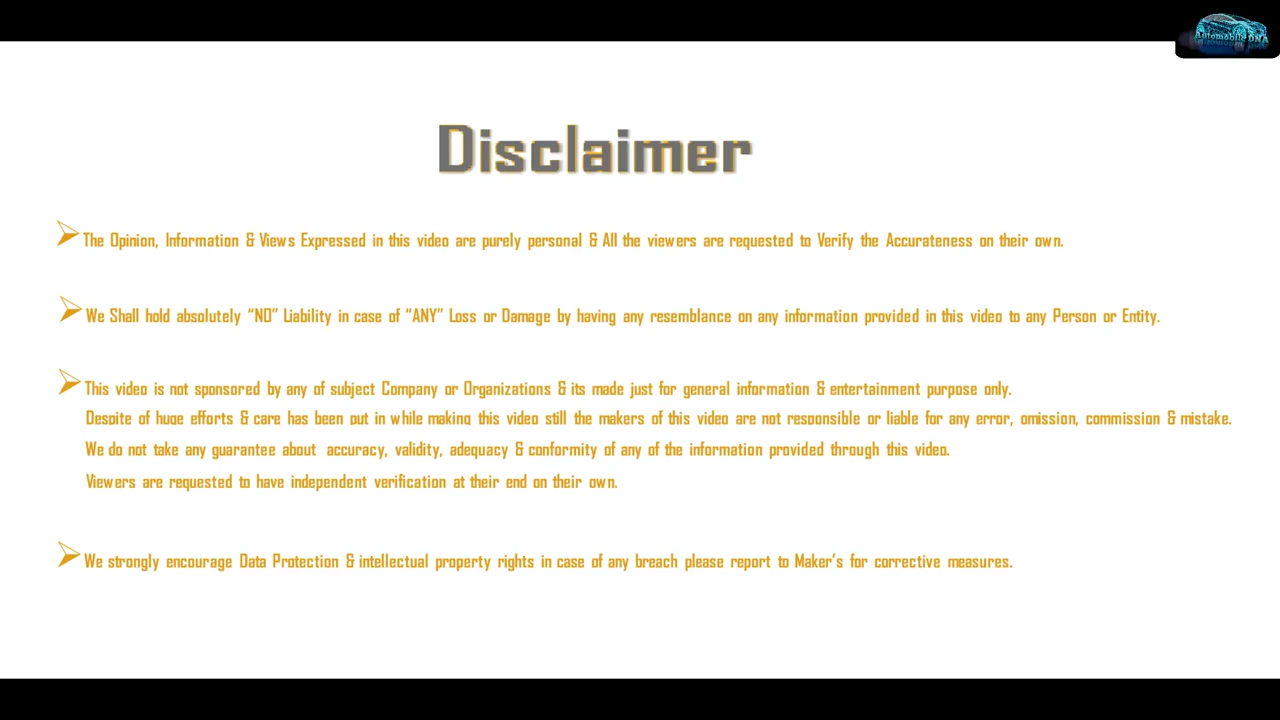 Automobile DNA
Disclaimer
The Opinion, Information & Views Expressed in this video are purely personal & All the viewers are requested to Verify the Accurateness on their own.
We Shall hold absolutely “NO” Liability in case of “ANY” Loss or Damage by having any resemblance on any information provided in this video to any Person or Entity.
This video is not sponsored by any of subject Company or Organizations & its made just for general information & entertainment purpose only.
Despite of huge efforts & care has been put in while making this video still the makers of this video are not responsible or liable for any error, omission, commission & mistake.
We do not take any guarantee about accuracy, validity, adequacy & conformity of any of the information provided through this video.
Viewers are requested to have independent verification at their end on their own.
We strongly encourage Data Protection & intellectual property rights in case of any breach please report to Maker's for corrective measures.